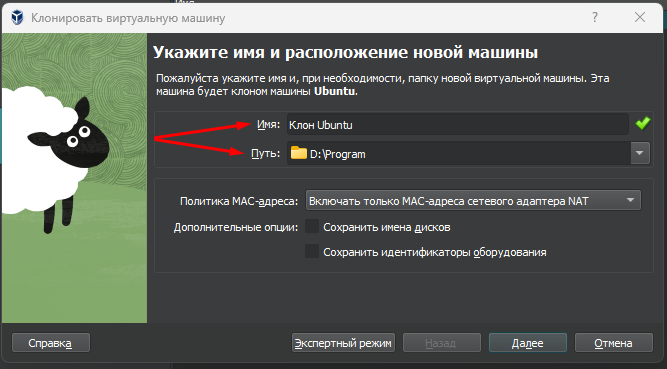 Клонировать виртуальную машину
?
Укажите имя и расположение новой машины
Пожалуйста укажите имя и, при необходимости, папку новой виртуальной машины. Эта
машина будет клоном машины Ubuntu.
Имя: Клон Ubuntu
Путь: D:\Program
Политика MAC-адреса: Включать только MAC-адреса сетевого адаптера NAT
Дополнительные опции: Сохранить имена дисков
Сохранить идентификаторы оборудования
Справка Экспертный режим Назад Далее Отмена